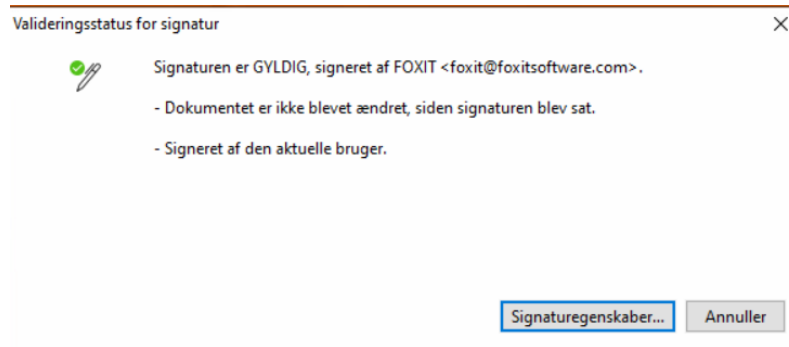 Valideringsstatus for signatur
Signaturen er GYLDIG, signeret af FOXIT <foxit@foxitsoftware.com>.
- Dokumentet er ikke blevet ændret, siden signaturen blev sat.
- Signeret af den aktuelle bruger.
Signaturegenskaber... Annuller